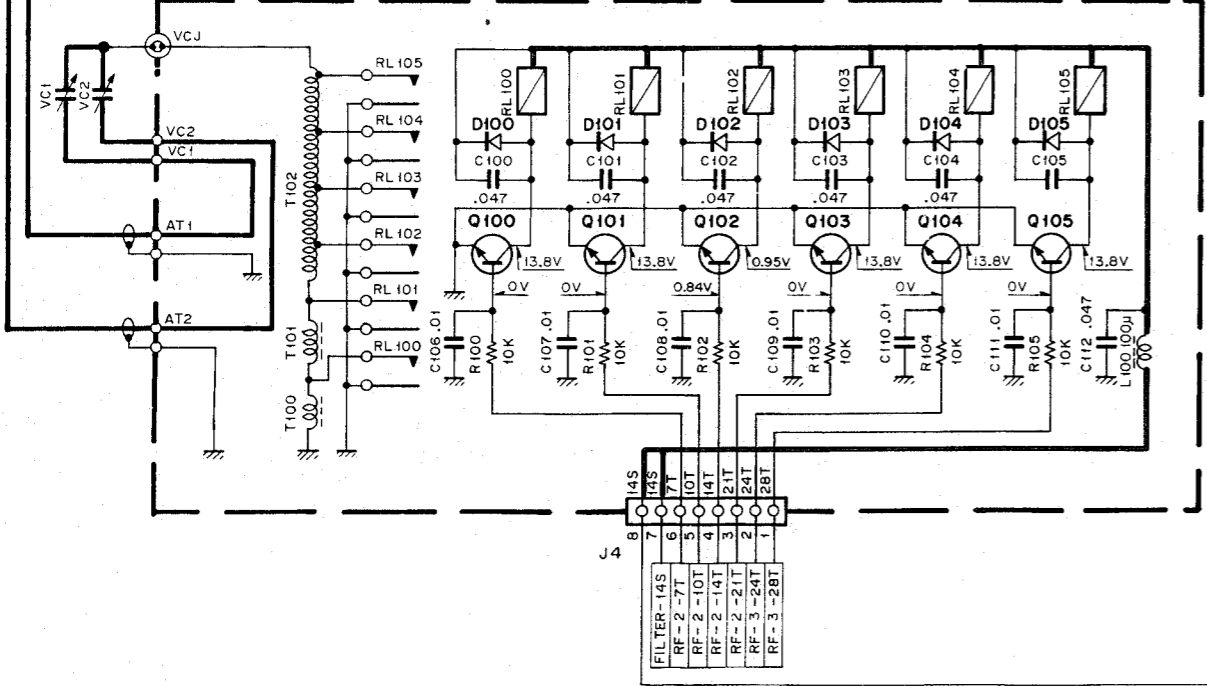 VCJ
VC1
VC2
VC2
VC1
AT1
AT2
T102
T101
T100
RL105
RL104
RL103
RL102
RL101
RL100
RL100
RL101
RL102
RL103
RL104
RL105
D100
D101
D102
D103
D104
D105
C100
C101
C102
C103
C104
C105
.047
.047
.047
.047
.047
Q100
Q101
Q102
Q103
Q104
Q105
13.8V
13.8V
0.95V
13.8V
13.8V
13.8V
0V
0V
0.84V
0V
0V
0V
C106 .01
R100
10K
C107 .01
R101
10K
C108 .01
R102
10K
C109 .01
R103
10K
C110 .01
R104
10K
C111 .01
R105
10K
C112 .047
L100 100μ
14S
14S
7T
10T
14T
21T
24T
28T
J4
8
7
6
5
4
3
2
1
FILTER-14S
RF-2-7T
RF-2-10T
RF-2-14T
RF-2-21T
RF-3-24T
RF-3-28T